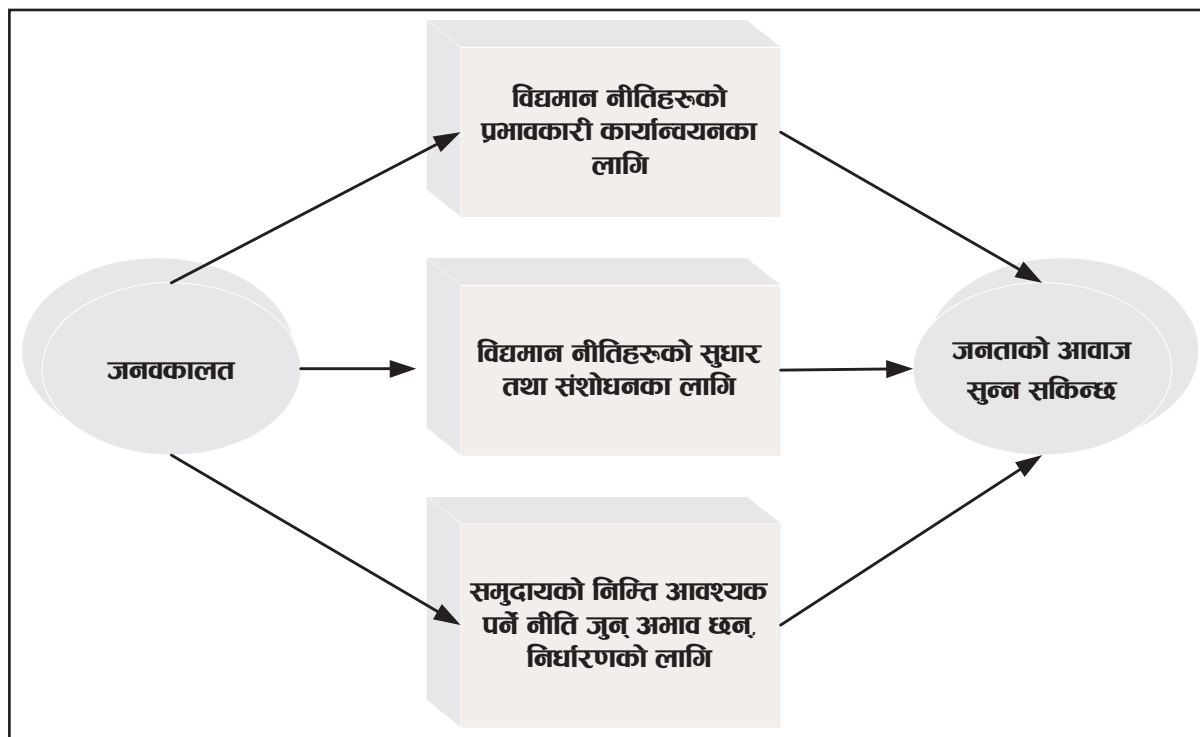 विद्यमान नीतिहरुको
प्रभावकारी कार्यान्वयनका
लागि
जनवकालत
विद्यमान नीतिहरुको सुधार
तथा संशोधनका लागि
जनताको आवाज
सुन्न सकिन्छ
समुदायको निम्ति आवश्यक
पर्ने नीति जुन् अभाव छन्,
निर्धारणको लागि